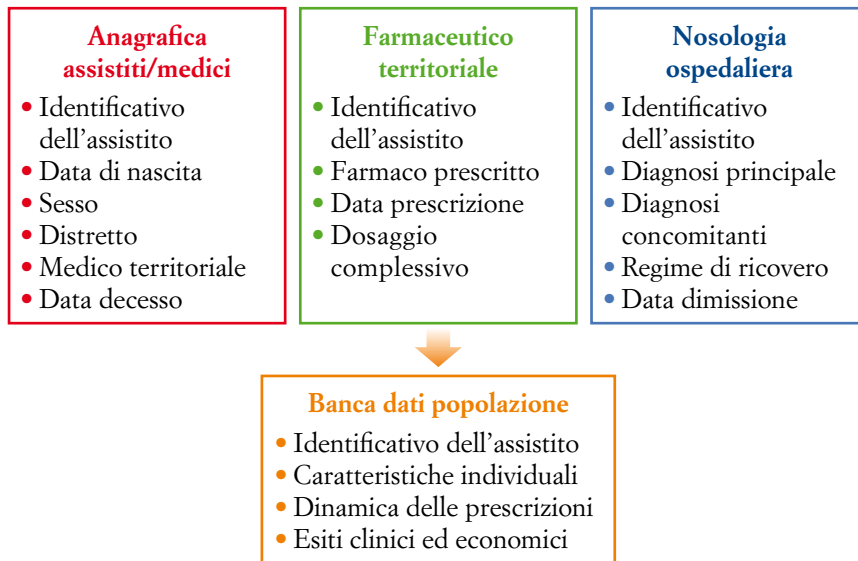 Anagrafica
assistiti/medici
• Identificativo
dell'assistito
• Data di nascita
• Sesso
• Distretto
• Medico territoriale
• Data decesso
Farmaceutico
territoriale
• Identificativo
dell'assistito
• Farmaco prescritto
• Data prescrizione
• Dosaggio
complessivo
Nosologia
ospedaliera
• Identificativo
dell'assistito
• Diagnosi principale
• Diagnosi
concomitanti
• Regime di ricovero
• Data dimissione
Banca dati popolazione
• Identificativo dell'assistito
• Caratteristiche individuali
• Dinamica delle prescrizioni
• Esiti clinici ed economici